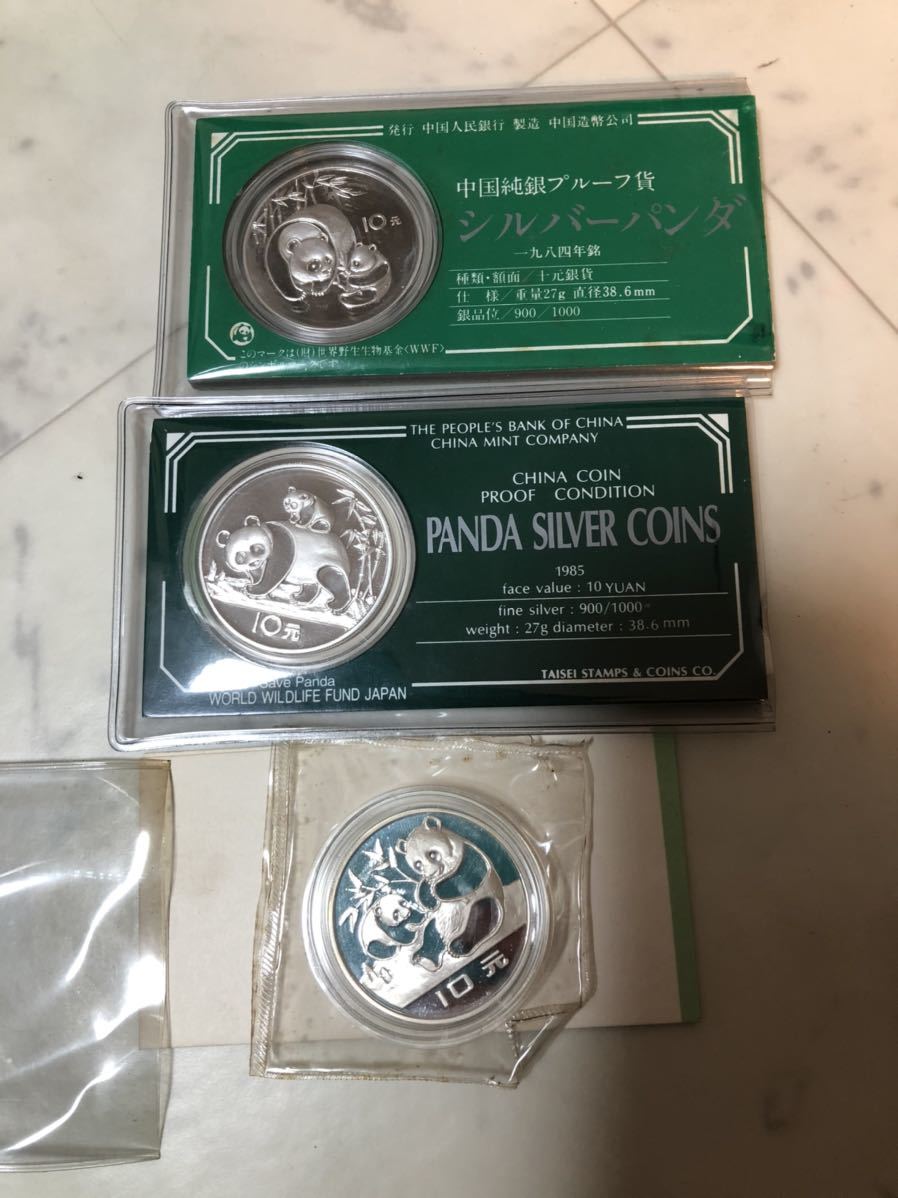 発行 中国人民銀行 製造 中国造幣公司
中国純銀プルーフ貨
シルバーパンダ
一九八四年銘
種類・額面/十元銀貨
仕 様/重量27g 直径38.6mm
銀品位/900/1000
10元
このマークは(財)世界野生生物基金〈WWF〉
THE PEOPLE'S BANK OF CHINA
CHINA MINT COMPANY
CHINA COIN
PROOF CONDITION
PANDA SILVER COINS
1985
face value : 10 YUAN
fine silver : 900/1000
weight : 27g diameter : 38.6 mm
TAISEI STAMPS & COINS CO.
10元
Save Panda
WORLD WILDLIFE FUND JAPAN
10元